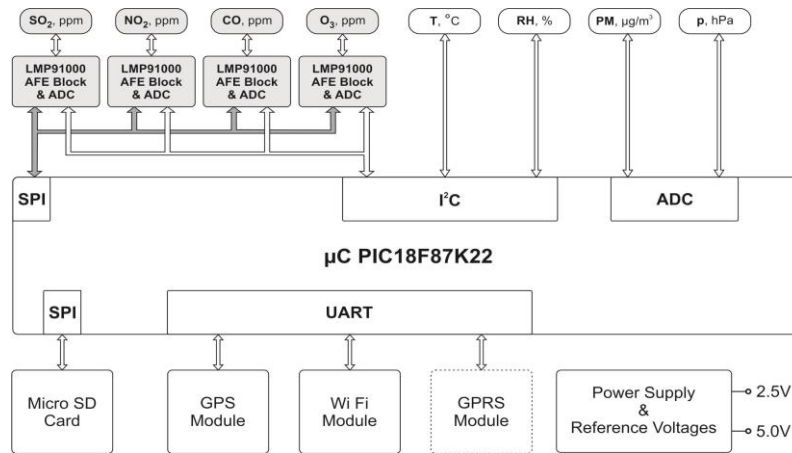 SO₂, ppm
NO₂, ppm
CO, ppm
O₃, ppm
T, °C
RH, %
PM, µg/m³
p, hPa
LMP91000
AFE Block
& ADC
LMP91000
AFE Block
& ADC
LMP91000
AFE Block
& ADC
LMP91000
AFE Block
& ADC
SPI
I²C
ADC
µC PIC18F87K22
SPI
UART
Micro SD
Card
GPS
Module
Wi Fi
Module
GPRS
Module
Power Supply
&
Reference Voltages
2.5V
5.0V